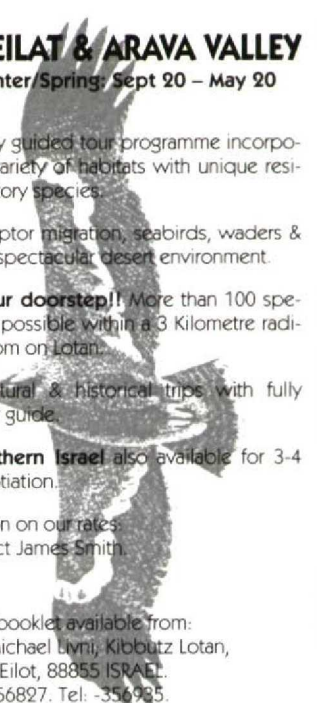 EILAT & ARAVA VALLEY
nter/Spring: Sept 20 – May 20
y guided tour programme incorpo-
ariety of habitats with unique resi-
tory species.
ptor migration, seabirds, waders &
spectacular desert environment.
ur doorstep!! More than 100 spe-
possible within a 3 Kilometre radi-
om on Lotan.
tural & historical trips with fully
guide.
thern Israel also available for 3-4
tiation.
n on our rates:
ct James Smith.
booklet available from:
ichael Livni, Kibbutz Lotan,
Eilot, 88855 ISRAEL.
56827. Tel: -356935.